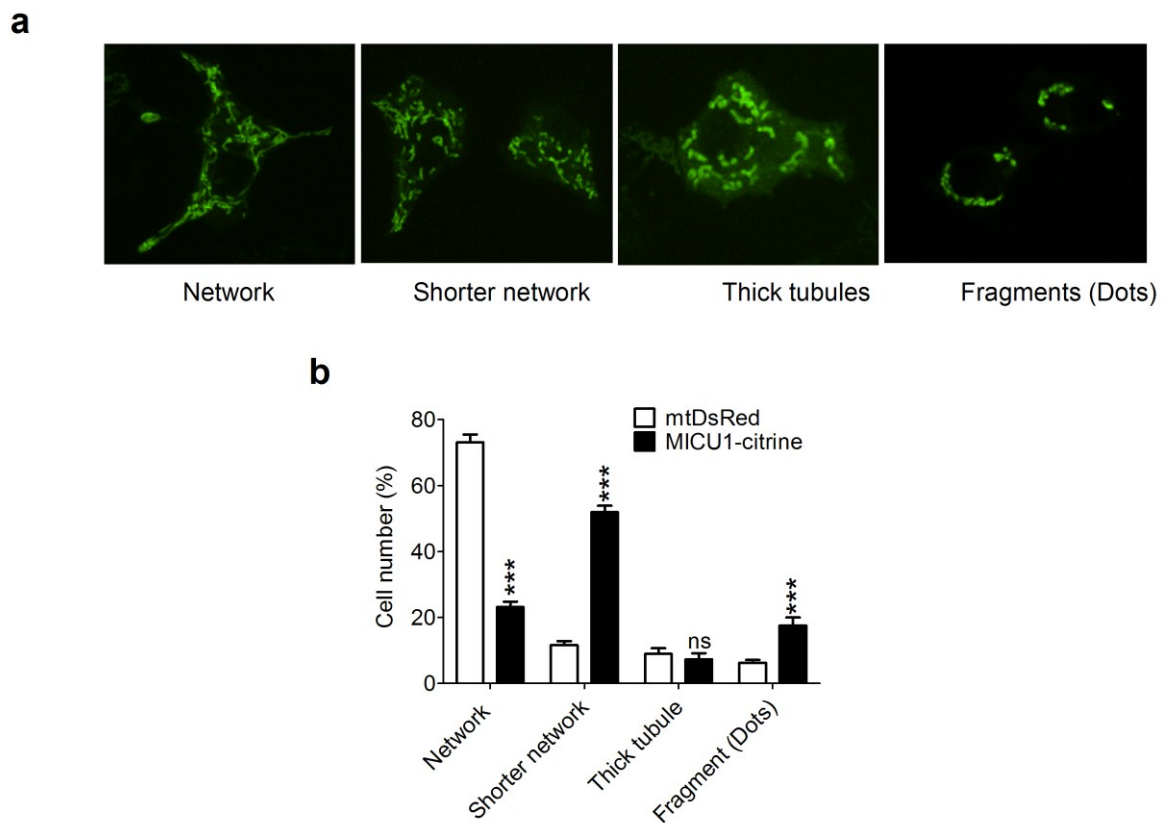 a
Network
Shorter network
Thick tubules
Fragments (Dots)
b
mtDsRed
MICU1-citrine
Cell number (%)
80
60
40
20
0
***
***
ns
***
Network
Shorter network
Thick tubule
Fragment (Dots)